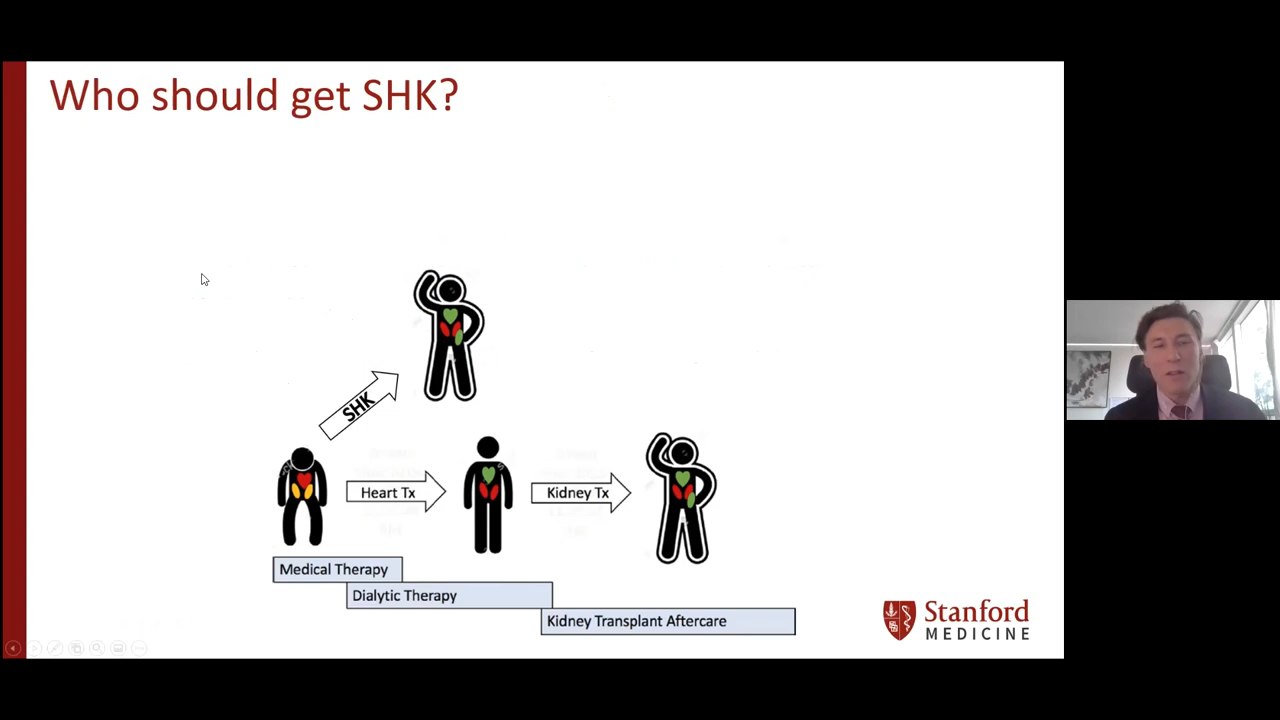 Who should get SHK?
SHK
Heart Tx
Kidney Tx
Medical Therapy
Dialytic Therapy
Kidney Transplant Aftercare
Stanford
MEDICINE